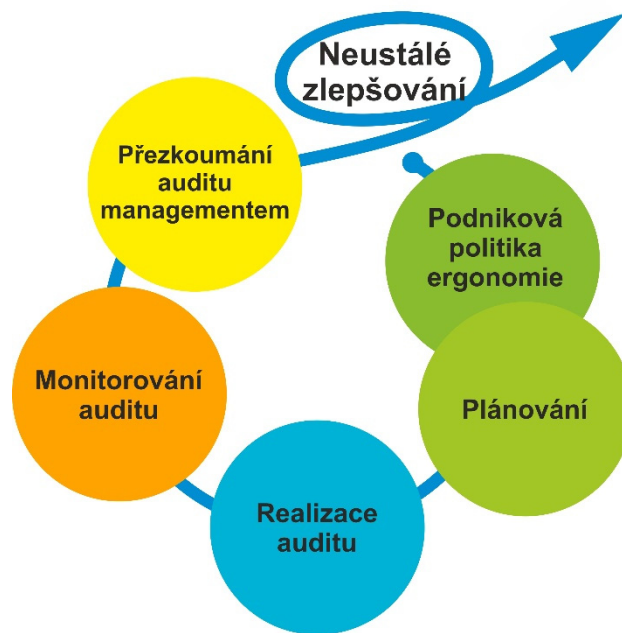 Neustálé
zlepšování
Přezkoumání
auditu
managementem
Podniková
politika
ergonomie
Monitorování
auditu
Plánování
Realizace
auditu